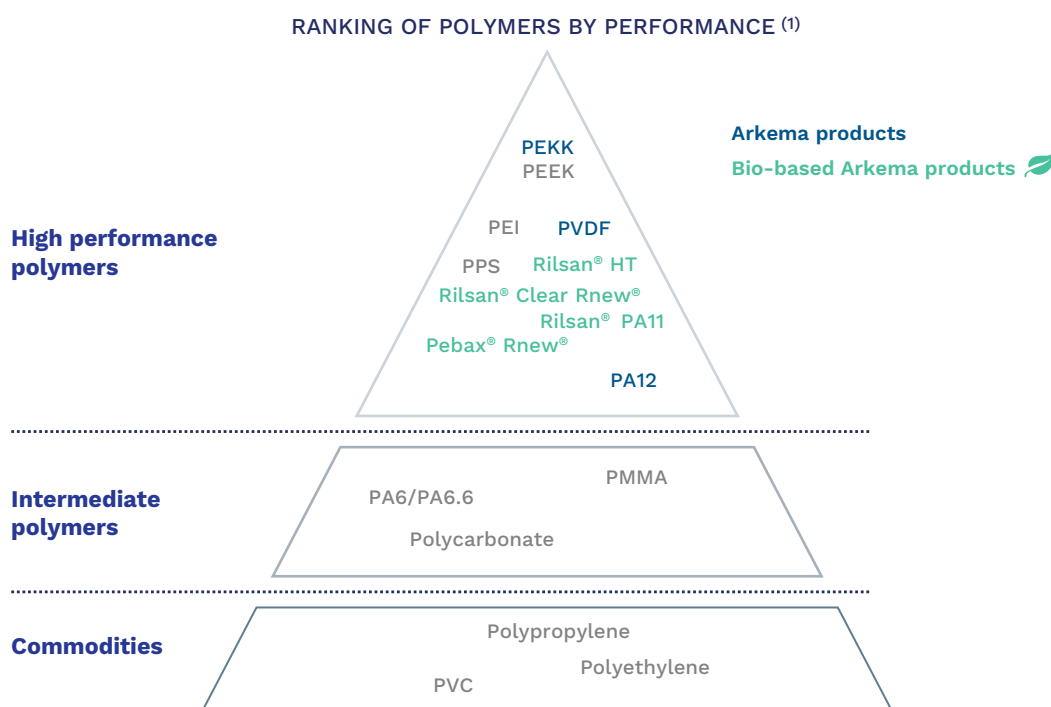 RANKING OF POLYMERS BY PERFORMANCE (1)
Arkema products
Bio-based Arkema products
High performance
polymers
PEKK
PEEK
PEI PVDF
PPS Rilsan® HT
Rilsan® Clear Rnew®
Rilsan® PA11
Pebax® Rnew®
PA12
Intermediate
polymers
PMMA
PA6/PA6.6
Polycarbonate
Commodities
Polypropylene
Polyethylene
PVC